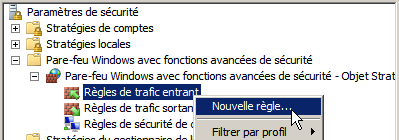 Paramètres de sécurité
Stratégies de comptes
Stratégies locales
Pare-feu Windows avec fonctions avancées de sécurité
Pare-feu Windows avec fonctions avancées de sécurité - Objet Strat
Règles de trafic entrant
Nouvelle règle...
Règles de trafic sortan
Règles de sécurité de c
Filtrer par profil
Stratégies du gestionnaire de l